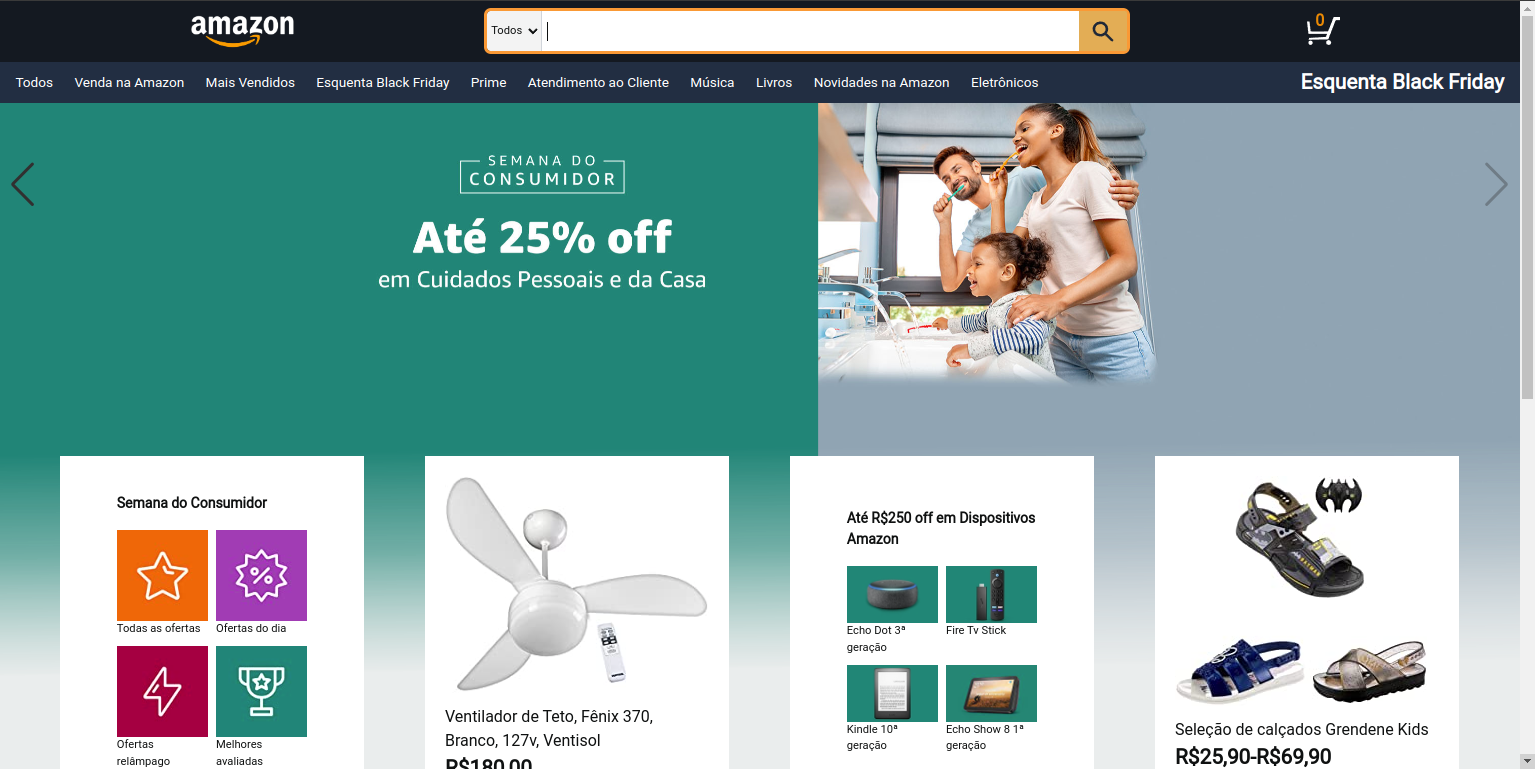 amazon
Todos
0
Todos Venda na Amazon Mais Vendidos Esquenta Black Friday Prime Atendimento ao Cliente Música Livros Novidades na Amazon Eletrônicos Esquenta Black Friday
SEMANA DO
CONSUMIDOR
Até 25% off
em Cuidados Pessoais e da Casa
Semana do Consumidor
Todas as ofertas
Ofertas do dia
Ofertas
relâmpago
Melhores
avaliadas
Ventilador de Teto, Fênix 370,
Branco, 127v, Ventisol
R$180,00
Até R$250 off em Dispositivos
Amazon
Echo Dot 3ª
geração
Fire Tv Stick
Kindle 10ª
geração
Echo Show 8 1ª
geração
Seleção de calçados Grendene Kids
R$25,90-R$69,90